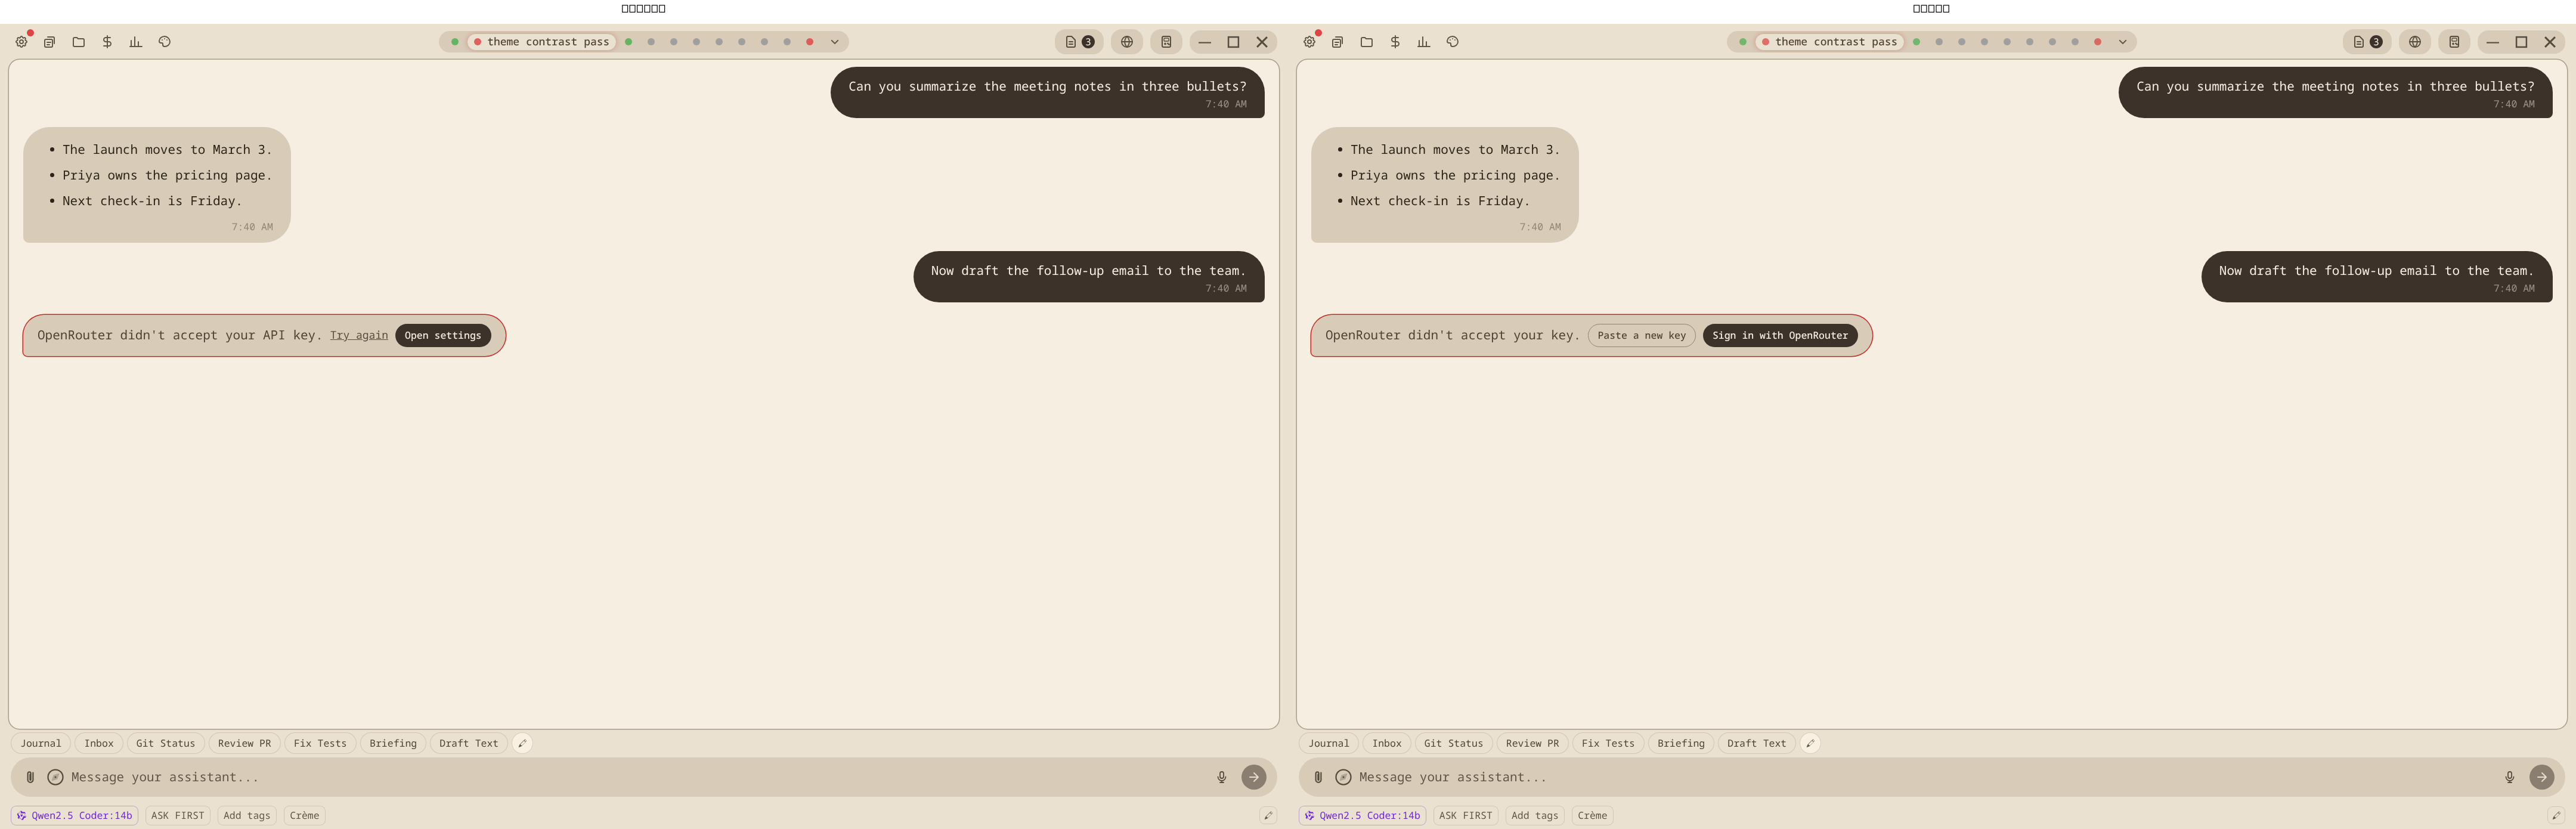 theme contrast pass
3
Can you summarize the meeting notes in three bullets?
7:40 AM
• The launch moves to March 3.
• Priya owns the pricing page.
• Next check-in is Friday.
7:40 AM
Now draft the follow-up email to the team.
7:40 AM
OpenRouter didn't accept your API key. Try again Open settings
Journal Inbox Git Status Review PR Fix Tests Briefing Draft Text
Message your assistant...
Qwen2.5 Coder:14b ASK FIRST Add tags Crème
theme contrast pass
3
Can you summarize the meeting notes in three bullets?
7:40 AM
• The launch moves to March 3.
• Priya owns the pricing page.
• Next check-in is Friday.
7:40 AM
Now draft the follow-up email to the team.
7:40 AM
OpenRouter didn't accept your key. Paste a new key Sign in with OpenRouter
Journal Inbox Git Status Review PR Fix Tests Briefing Draft Text
Message your assistant...
Qwen2.5 Coder:14b ASK FIRST Add tags Crème